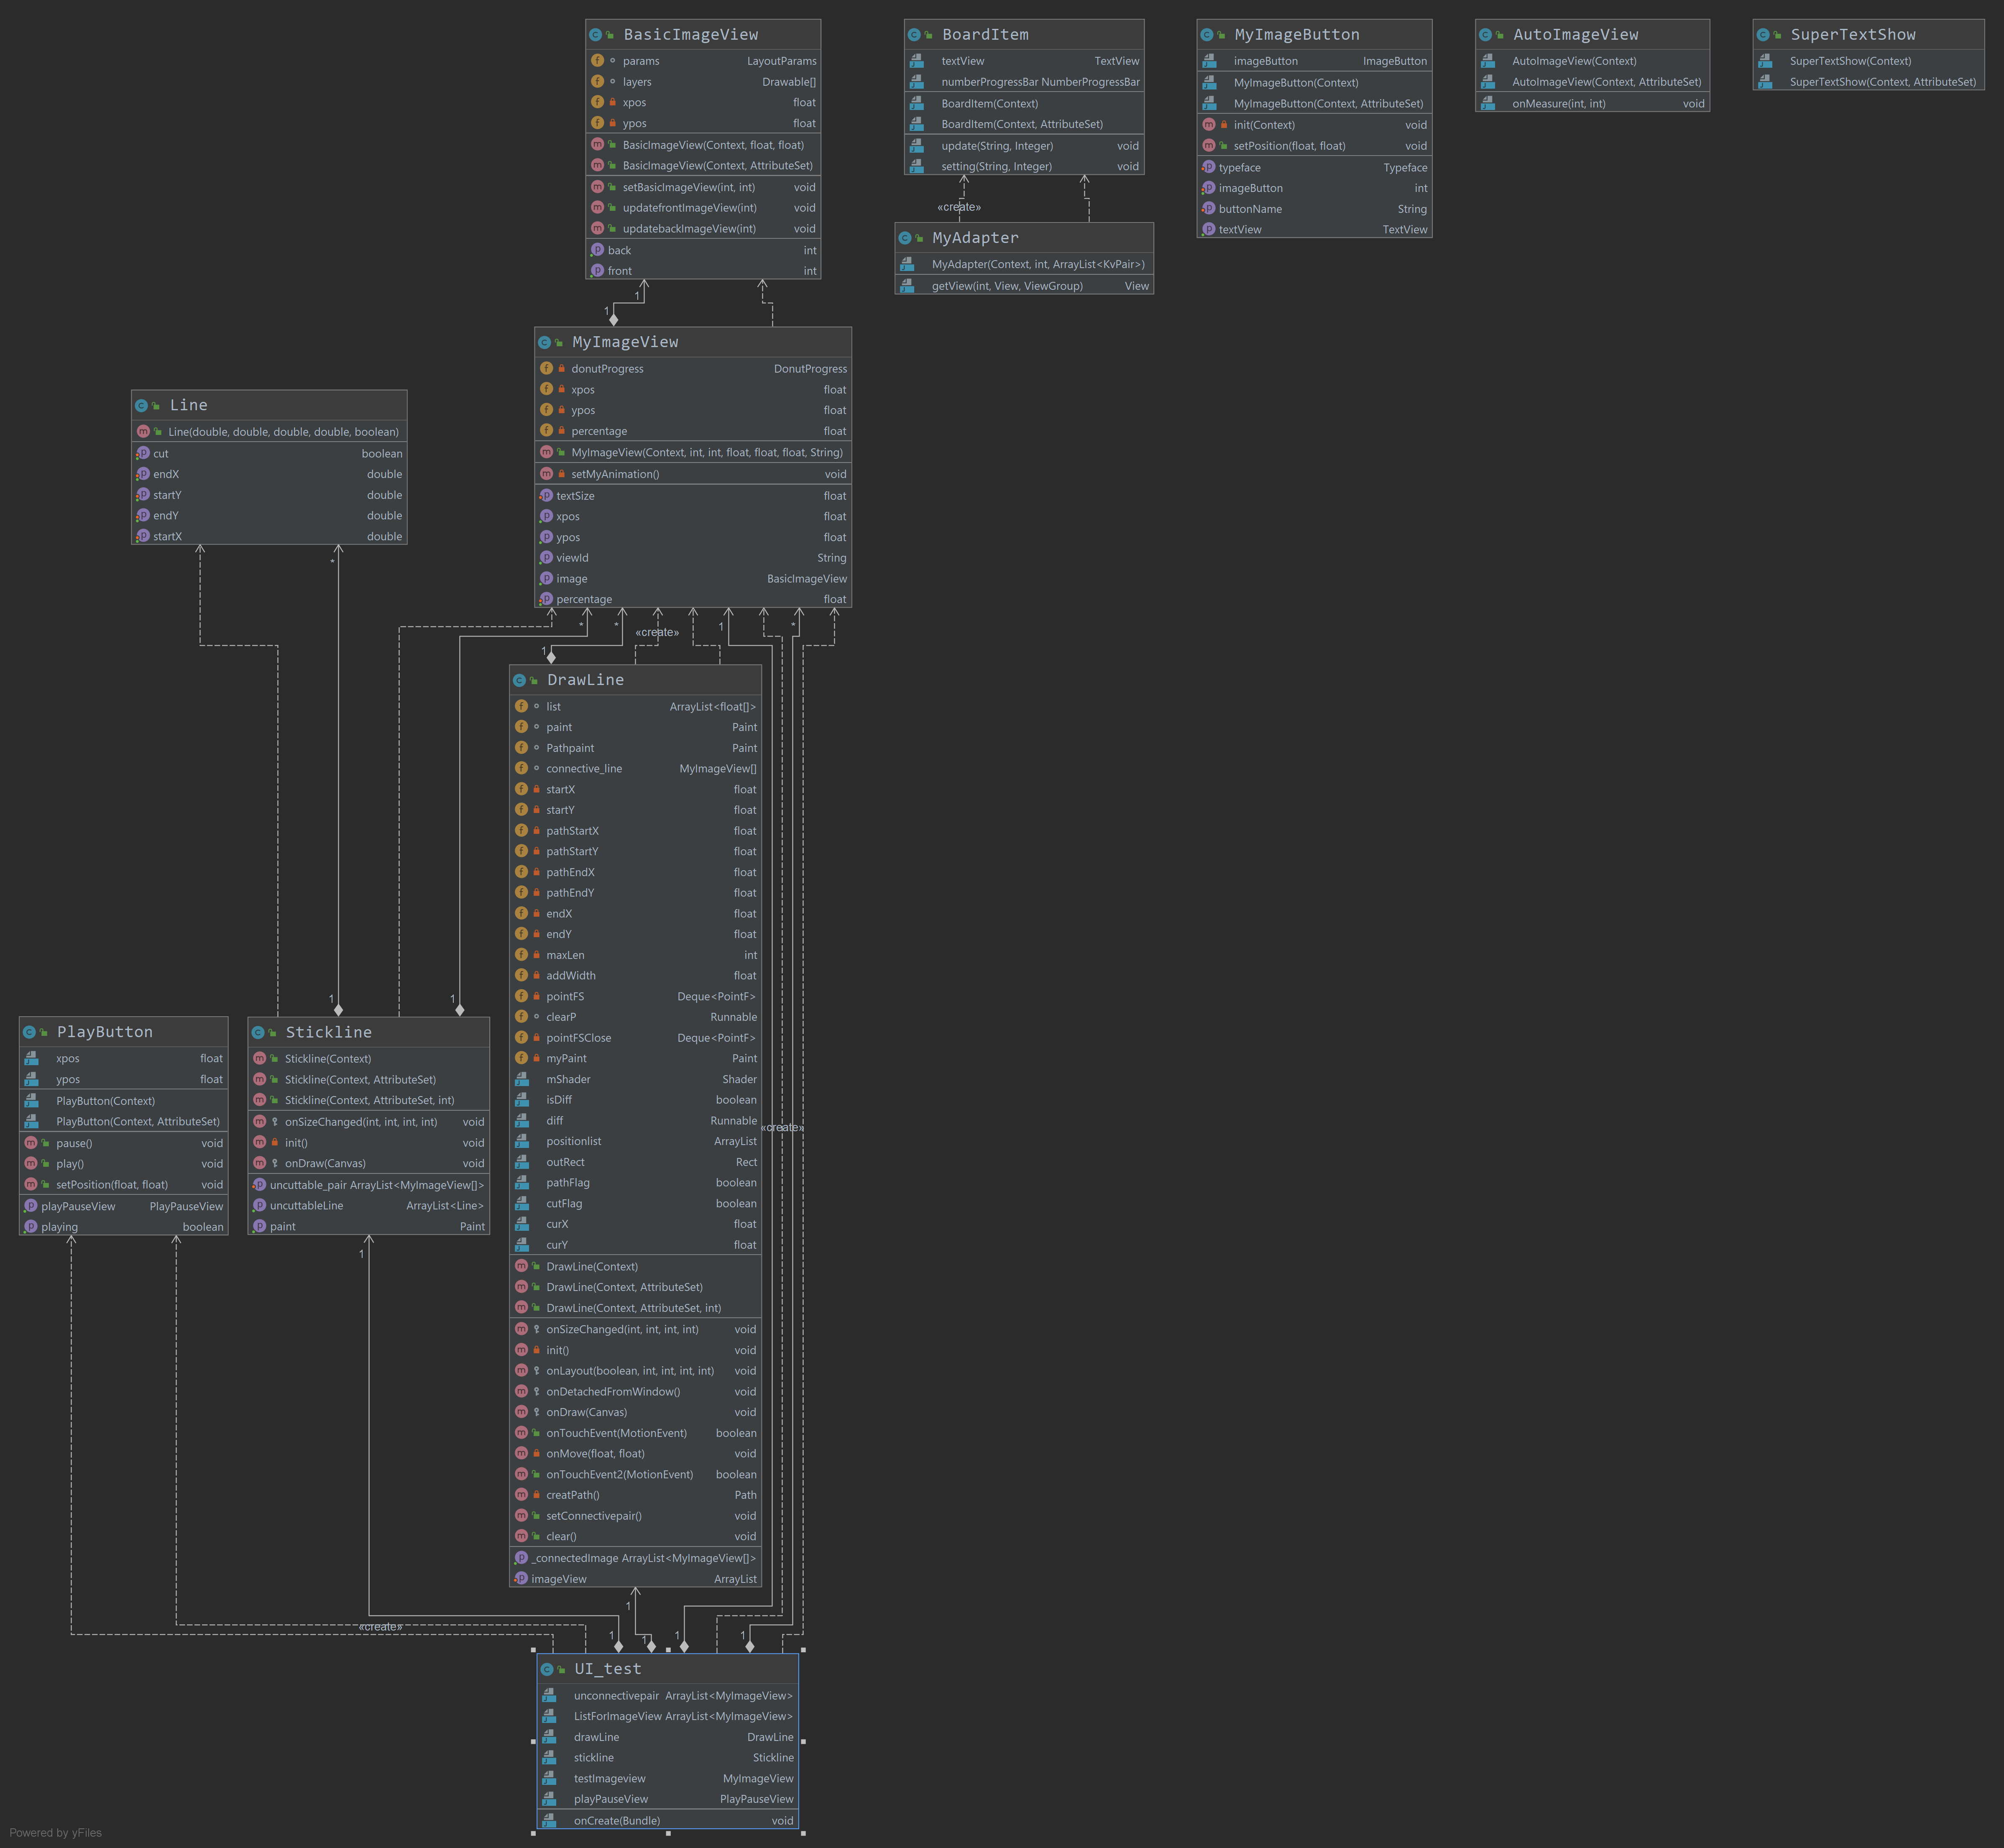 BasicImageView
params LayoutParams
layers Drawable[]
xpos float
ypos float
BasicImageView(Context, float, float)
BasicImageView(Context, AttributeSet)
setBasicImageView(int, int) void
updatefrontImageView(int) void
updatebackImageView(int) void
back int
front int
BoardItem
textView TextView
numberProgressBar NumberProgressBar
BoardItem(Context)
BoardItem(Context, AttributeSet)
update(String, Integer) void
setting(String, Integer) void
«create»
MyAdapter
MyAdapter(Context, int, ArrayList<KvPair>)
getView(int, View, ViewGroup) View
MyImageButton
imageButton ImageButton
MyImageButton(Context)
MyImageButton(Context, AttributeSet)
init(Context) void
setPosition(float, float) void
typeface Typeface
imageButton int
buttonName String
textView TextView
AutoImageView
AutoImageView(Context)
AutoImageView(Context, AttributeSet)
onMeasure(int, int) void
SuperTextShow
SuperTextShow(Context)
SuperTextShow(Context, AttributeSet)
1
1
MyImageView
donutProgress DonutProgress
xpos float
ypos float
percentage float
MyImageView(Context, int, int, float, float, float, String)
setMyAnimation() void
textSize float
xpos float
ypos float
viewId String
image BasicImageView
percentage float
Line
Line(double, double, double, double, boolean)
cut boolean
endX double
startY double
endY double
startX double
*
* * «create» 1 *
1
DrawLine
list ArrayList<float[]>
paint Paint
Pathpaint Paint
connective_line MyImageView[]
startX float
startY float
pathStartX float
pathStartY float
pathEndX float
pathEndY float
endX float
endY float
maxLen int
addWidth float
pointFS Deque<PointF>
clearP Runnable
pointFSClose Deque<PointF>
myPaint Paint
mShader Shader
isDiff boolean
diff Runnable
positionlist ArrayList
outRect Rect
pathFlag boolean
cutFlag boolean
curX float
curY float
DrawLine(Context)
DrawLine(Context, AttributeSet)
DrawLine(Context, AttributeSet, int)
onSizeChanged(int, int, int, int) void
init() void
onLayout(boolean, int, int, int, int) void
onDetachedFromWindow() void
onDraw(Canvas) void
onTouchEvent(MotionEvent) boolean
onMove(float, float) void
onTouchEvent2(MotionEvent) boolean
creatPath() Path
setConnectivepair() void
clear() void
_connectedImage ArrayList<MyImageView[]>
imageView ArrayList
«create»
1 1
PlayButton
xpos float
ypos float
PlayButton(Context)
PlayButton(Context, AttributeSet)
pause() void
play() void
setPosition(float, float) void
playPauseView PlayPauseView
playing boolean
Stickline
Stickline(Context)
Stickline(Context, AttributeSet)
Stickline(Context, AttributeSet, int)
onSizeChanged(int, int, int, int) void
init() void
onDraw(Canvas) void
uncuttable_pair ArrayList<MyImageView[]>
uncuttableLine ArrayList<Line>
paint Paint
1
1
«create»
1 1 1 1
UI_test
unconnectivepair ArrayList<MyImageView>
ListForImageView ArrayList<MyImageView>
drawLine DrawLine
stickline Stickline
testImageview MyImageView
playPauseView PlayPauseView
onCreate(Bundle) void
Powered by yFiles